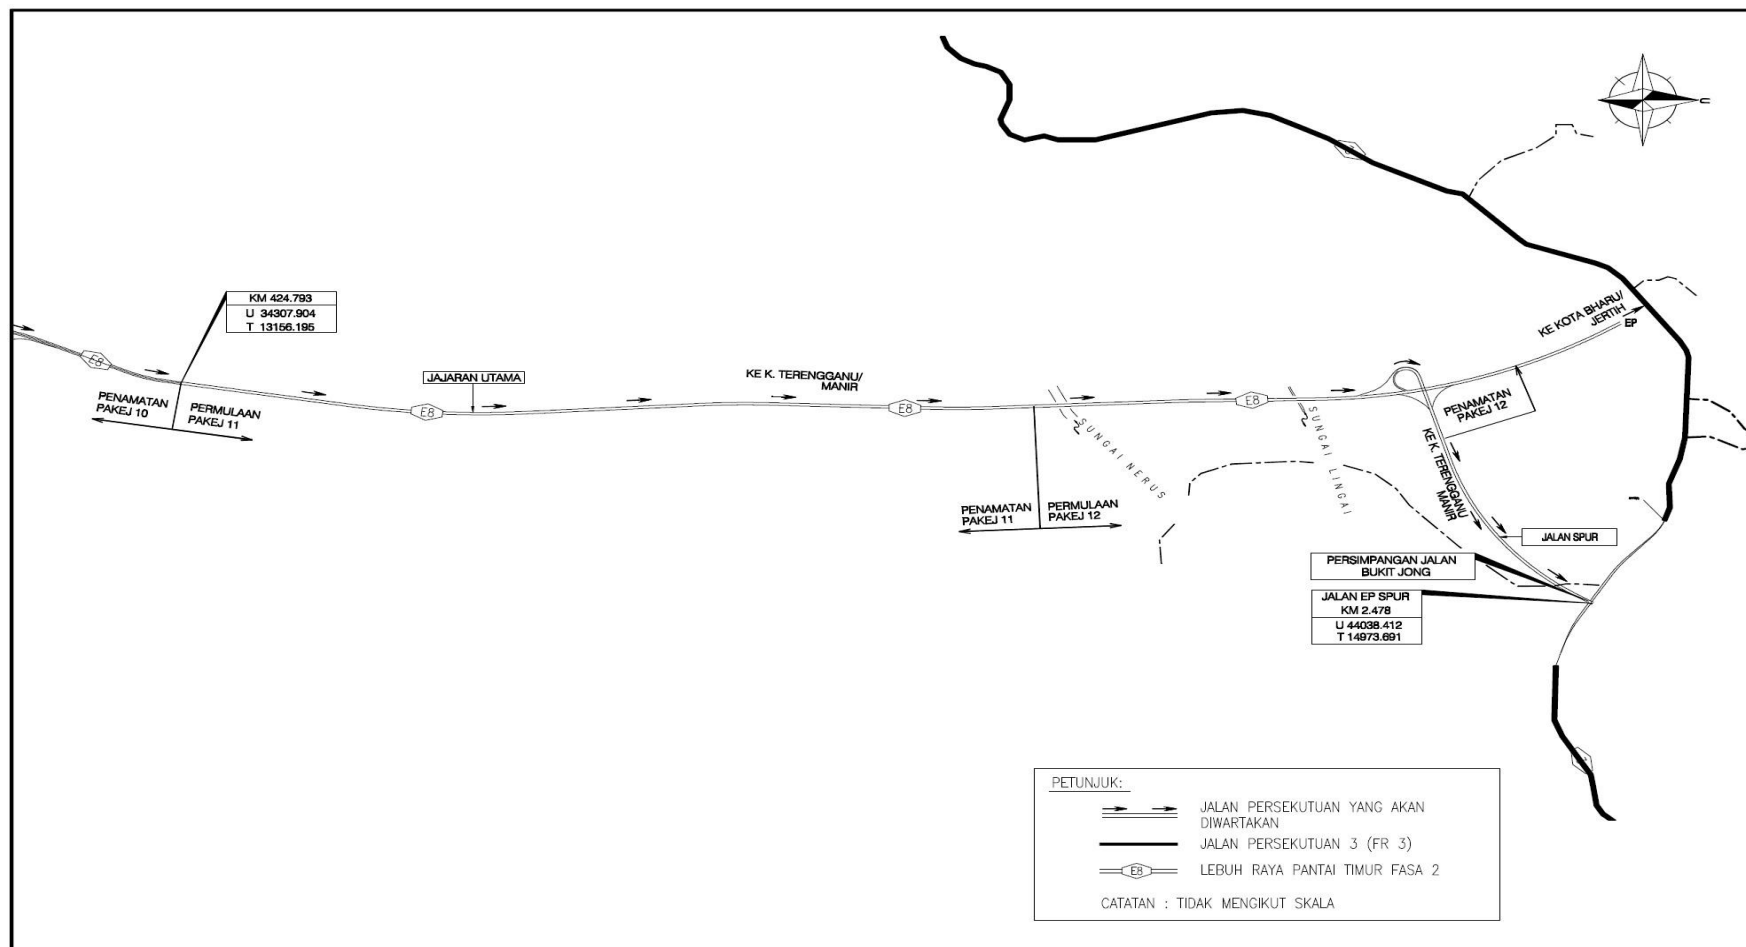 KM 424.793
U 34307.904
T 13156.195
E8
PENAMATAN
PAKEJ 10
PERMULAAN
PAKEJ 11
JAJARAN UTAMA
E8
KE K. TERENGGANU/
MANIR
E8
PENAMATAN
PAKEJ 11
PERMULAAN
PAKEJ 12
SUNGAI NERUS
E8
SUNGAI LINGAI
KE KOTA BHARU/
JERTIH
EP
PENAMATAN
PAKEJ 12
KE K. TERENGGANU
MANIR
JALAN SPUR
PERSIMPANGAN JALAN
BUKIT JONG
JALAN EP SPUR
KM 2.478
U 44038.412
T 14973.691
U
PETUNJUK:
JALAN PERSEKUTUAN YANG AKAN
DIWARTAKAN
JALAN PERSEKUTUAN 3 (FR 3)
E8
LEBUH RAYA PANTAI TIMUR FASA 2
CATATAN : TIDAK MENGIKUT SKALA